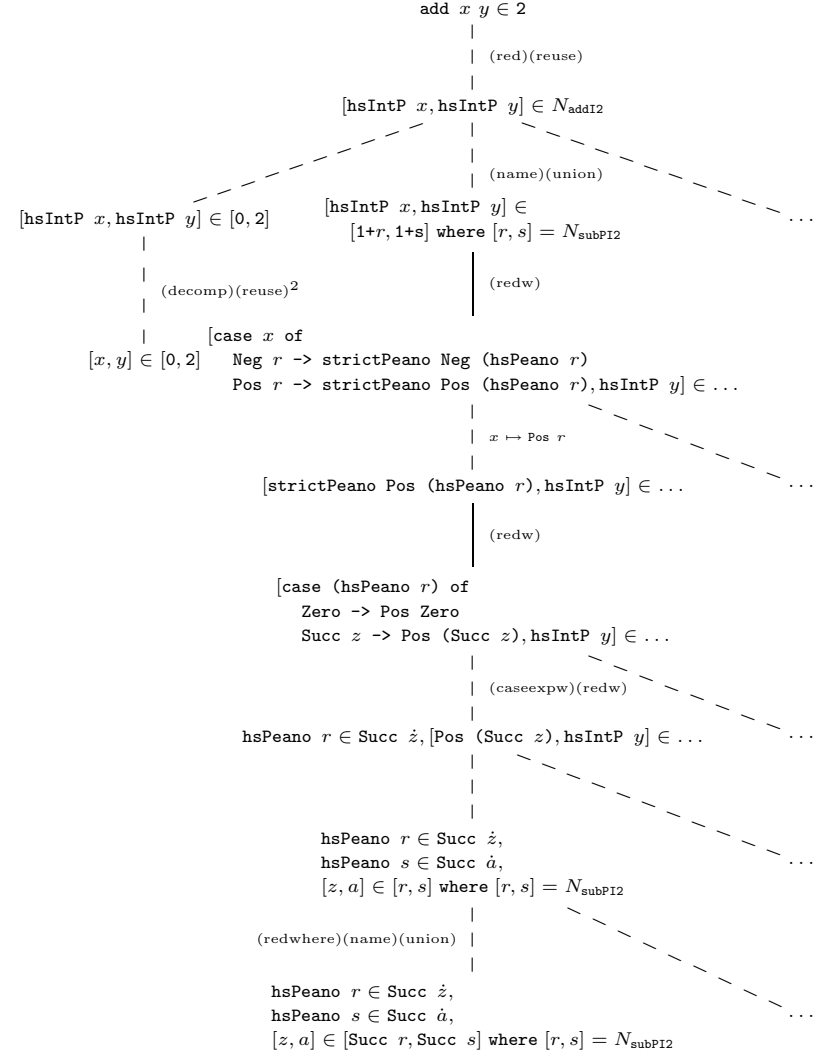 add x y ∈ 2
(red)(reuse)
[hsIntP x, hsIntP y] ∈ N_addI2
(name)(union)
[hsIntP x, hsIntP y] ∈ [0, 2]
[hsIntP x, hsIntP y] ∈
[1+r, 1+s] where [r, s] = N_subPI2
...
(redw)
(decomp)(reuse)²
[x, y] ∈ [0, 2]
[case x of
Neg r -> strictPeano Neg (hsPeano r)
Pos r -> strictPeano Pos (hsPeano r), hsIntP y] ∈ ...
x ↦ Pos r
[strictPeano Pos (hsPeano r), hsIntP y] ∈ ...
...
(redw)
[case (hsPeano r) of
Zero -> Pos Zero
Succ z -> Pos (Succ z), hsIntP y] ∈ ...
(caseexpw)(redw)
hsPeano r ∈ Succ ż, [Pos (Succ z), hsIntP y] ∈ ...
...
hsPeano r ∈ Succ ż,
hsPeano s ∈ Succ ȧ,
[z, a] ∈ [r, s] where [r, s] = N_subPI2
...
(redwhere)(name)(union)
hsPeano r ∈ Succ ż,
hsPeano s ∈ Succ ȧ,
[z, a] ∈ [Succ r, Succ s] where [r, s] = N_subPI2
...